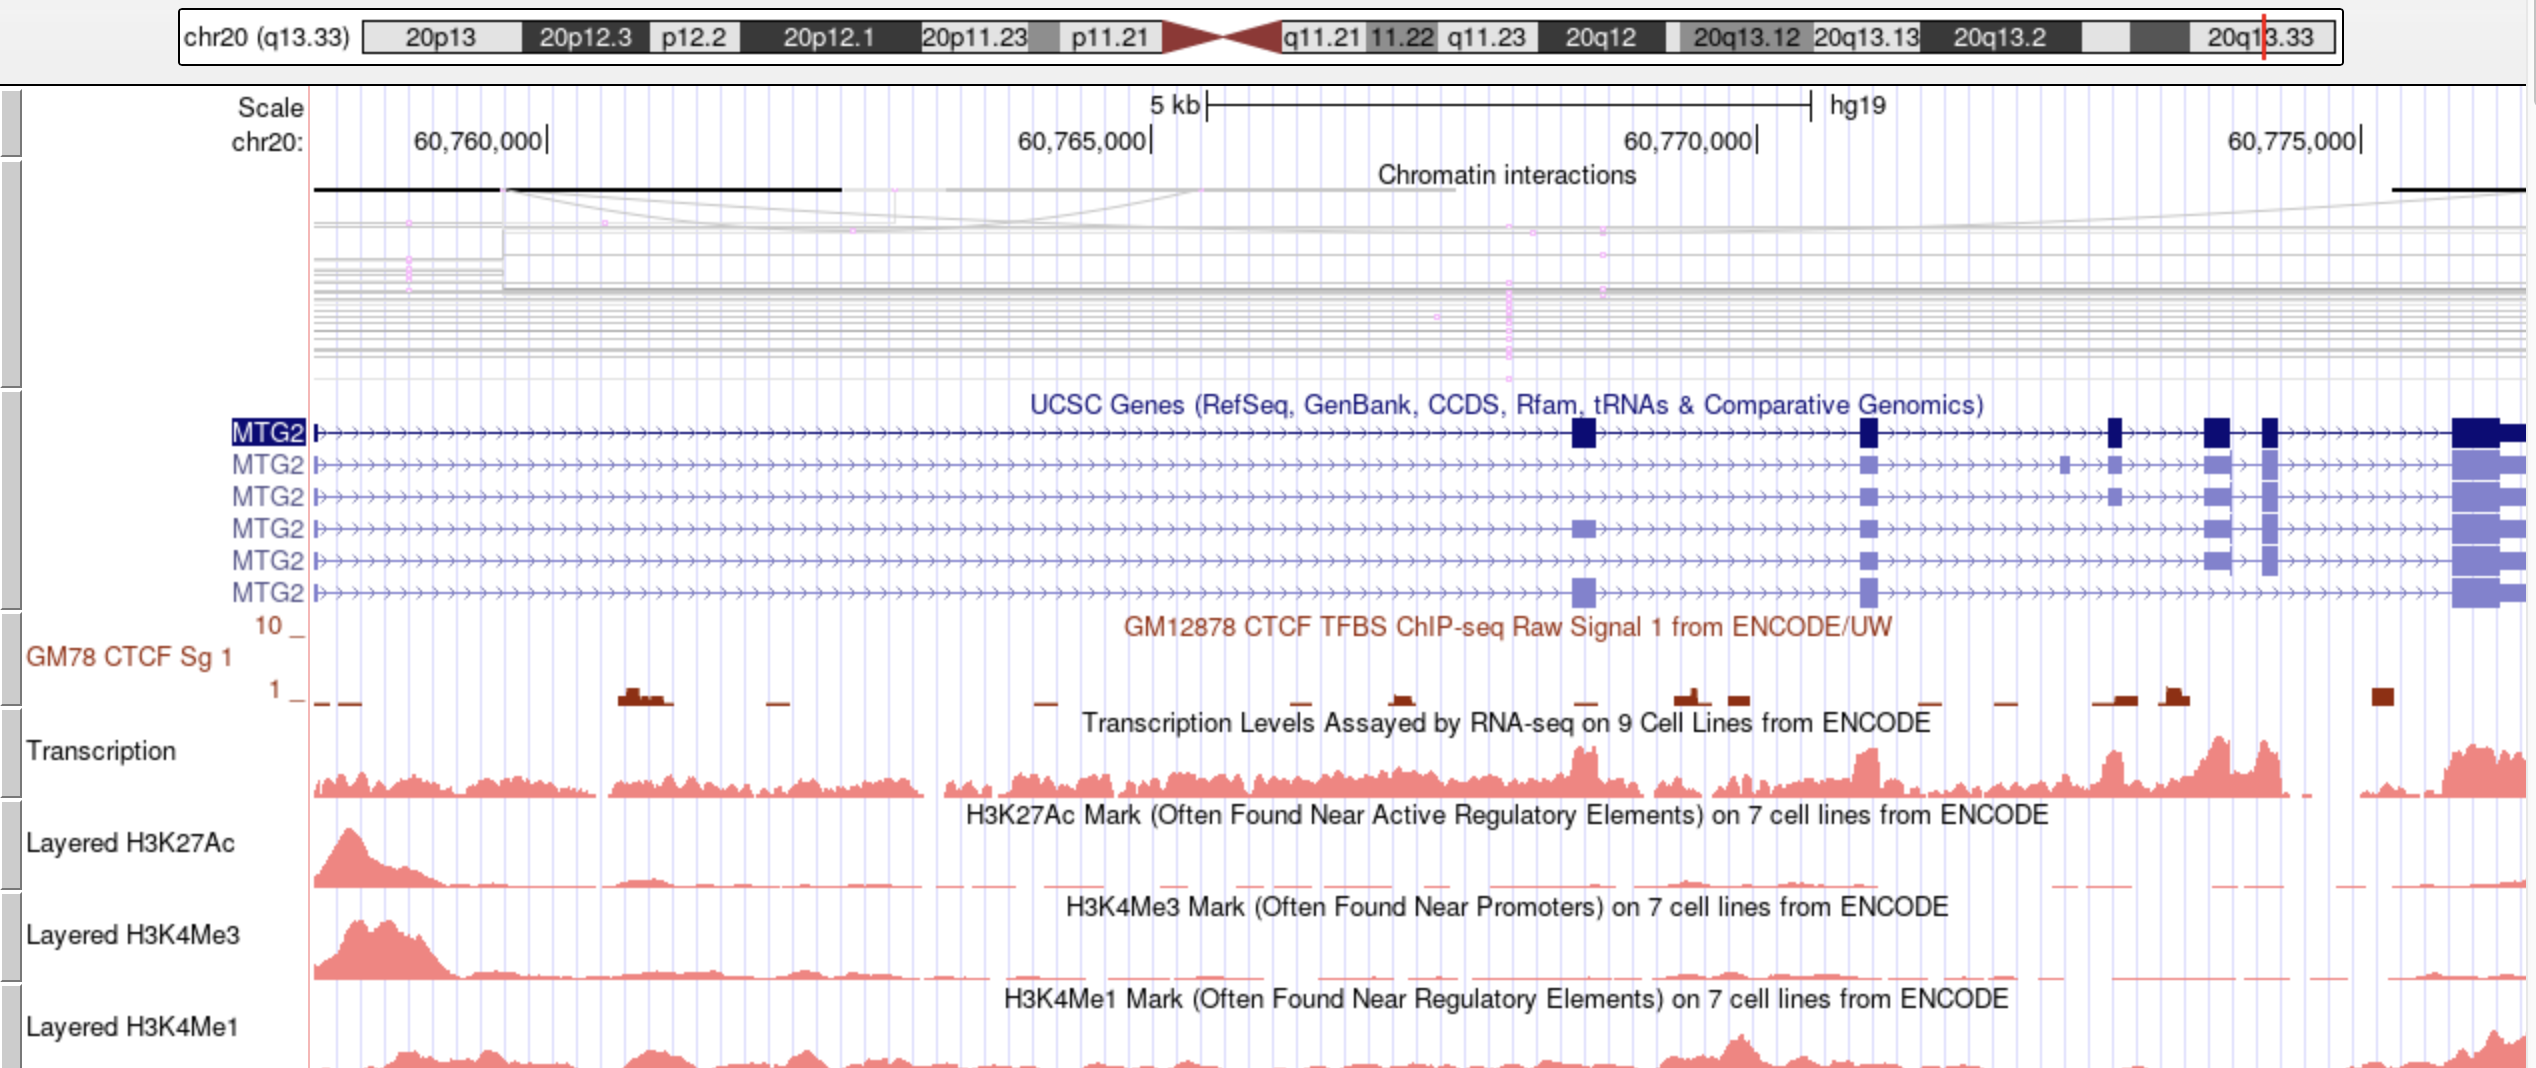 chr20 (q13.33) 20p13 20p12.3 p12.2 20p12.1 20p11.23 p11.21 q11.21 11.22 q11.23 20q12 20q13.12 20q13.13 20q13.2 20q13.33
Scale 5 kb hg19
chr20: 60,760,000 60,765,000 60,770,000 60,775,000
Chromatin interactions
UCSC Genes (RefSeq, GenBank, CCDS, Rfam, tRNAs & Comparative Genomics)
MTG2
MTG2
MTG2
MTG2
MTG2
MTG2
10 GM12878 CTCF TFBS ChIP-seq Raw Signal 1 from ENCODE/UW
GM78 CTCF Sg 1
1
Transcription Levels Assayed by RNA-seq on 9 Cell Lines from ENCODE
Transcription
H3K27Ac Mark (Often Found Near Active Regulatory Elements) on 7 cell lines from ENCODE
Layered H3K27Ac
H3K4Me3 Mark (Often Found Near Promoters) on 7 cell lines from ENCODE
Layered H3K4Me3
H3K4Me1 Mark (Often Found Near Regulatory Elements) on 7 cell lines from ENCODE
Layered H3K4Me1